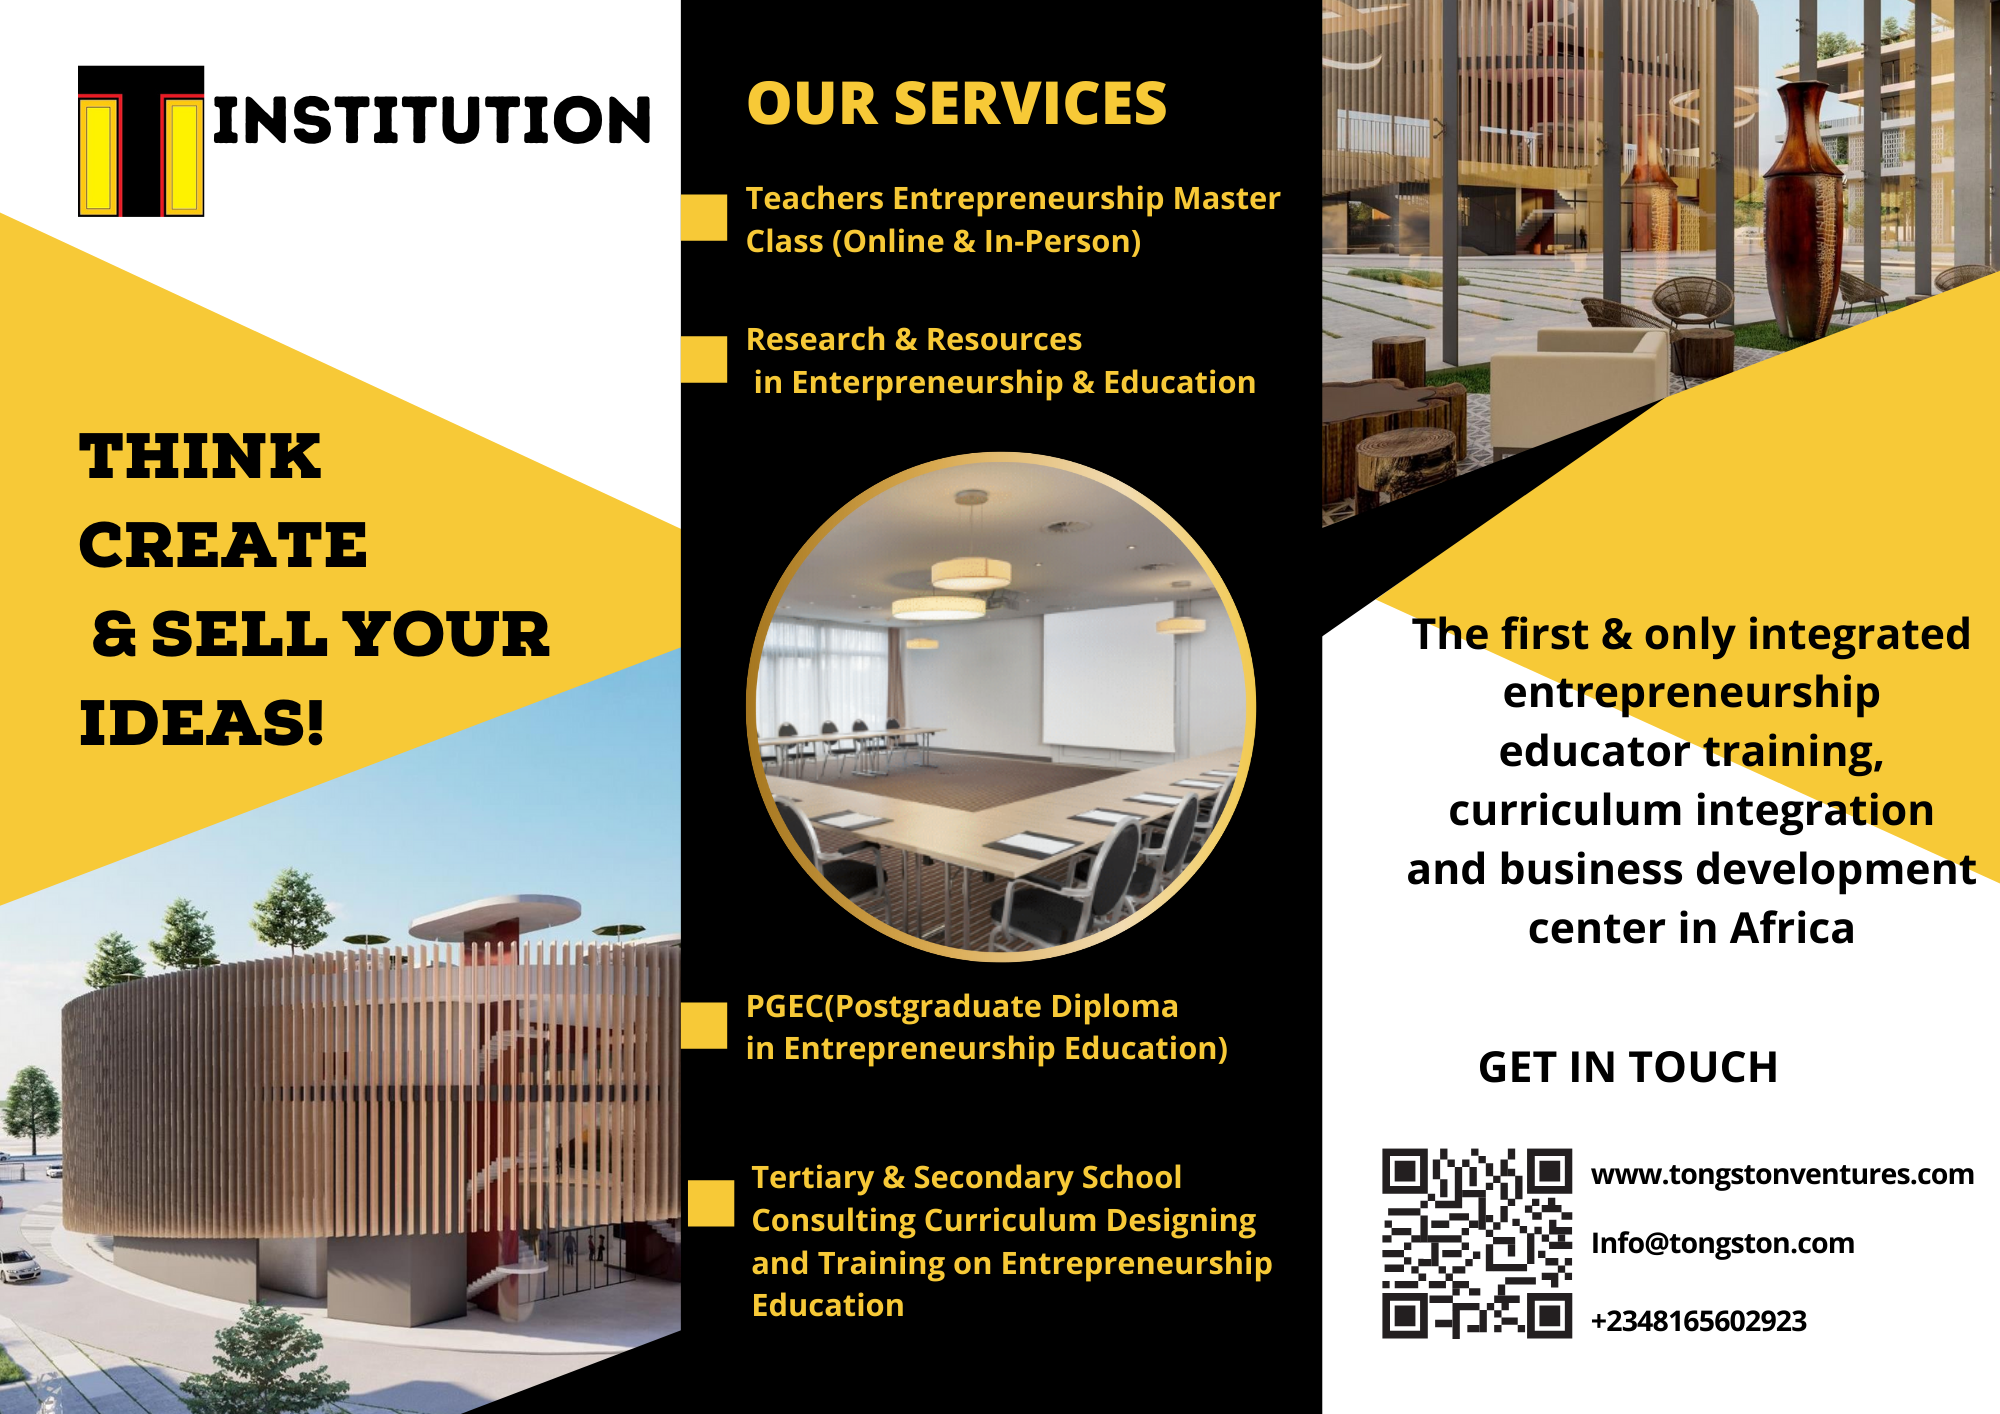 T INSTITUTION
THINK
CREATE
& SELL YOUR
IDEAS!
OUR SERVICES
Teachers Entrepreneurship Master
Class (Online & In-Person)
Research & Resources
in Enterpreneurship & Education
PGEC(Postgraduate Diploma
in Entrepreneurship Education)
Tertiary & Secondary School
Consulting Curriculum Designing
and Training on Entrepreneurship
Education
The first & only integrated
entrepreneurship
educator training,
curriculum integration
and business development
center in Africa
GET IN TOUCH
www.tongstonventures.com
Info@tongston.com
+2348165602923